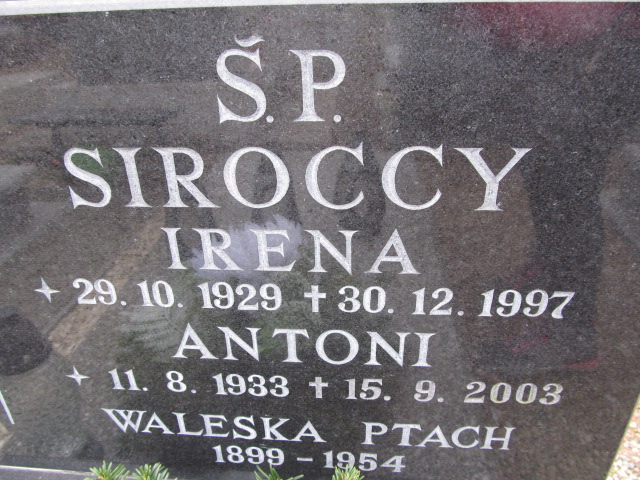 Ś.P.
SIROCCY
IRENA
✦ 29. 10. 1929 ✝ 30. 12. 1997
ANTONI
✦ 11. 8. 1933 ✝ 15. 9. 2003
WALESKA PTACH
1899 – 1954